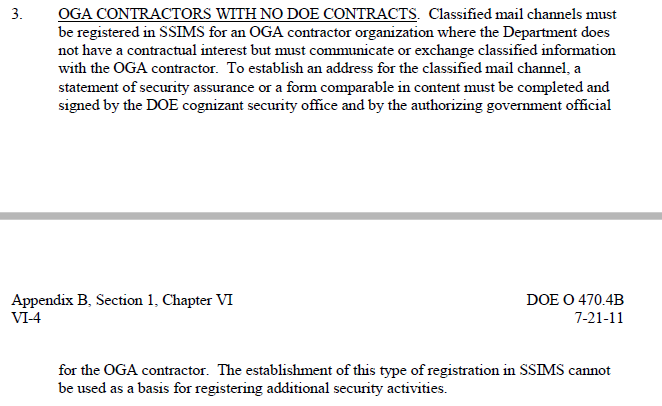 3. OGA CONTRACTORS WITH NO DOE CONTRACTS. Classified mail channels must
be registered in SSIMS for an OGA contractor organization where the Department does
not have a contractual interest but must communicate or exchange classified information
with the OGA contractor. To establish an address for the classified mail channel, a
statement of security assurance or a form comparable in content must be completed and
signed by the DOE cognizant security office and by the authorizing government official
Appendix B, Section 1, Chapter VI DOE O 470.4B
VI-4 7-21-11
for the OGA contractor. The establishment of this type of registration in SSIMS cannot
be used as a basis for registering additional security activities.